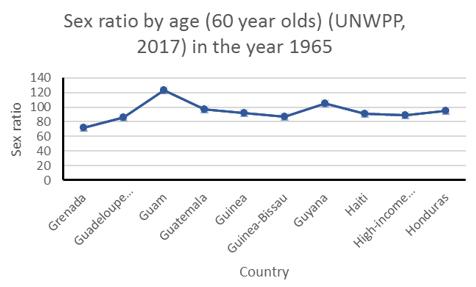 Sex ratio by age (60 year olds) (UNWPP,
2017) in the year 1965
140
120
100
80
60
40
20
0
Sex ratio
Grenada
Guadeloupe...
Guam
Guatemala
Guinea
Guinea-Bissau
Guyana
Haiti
High-income...
Honduras
Country